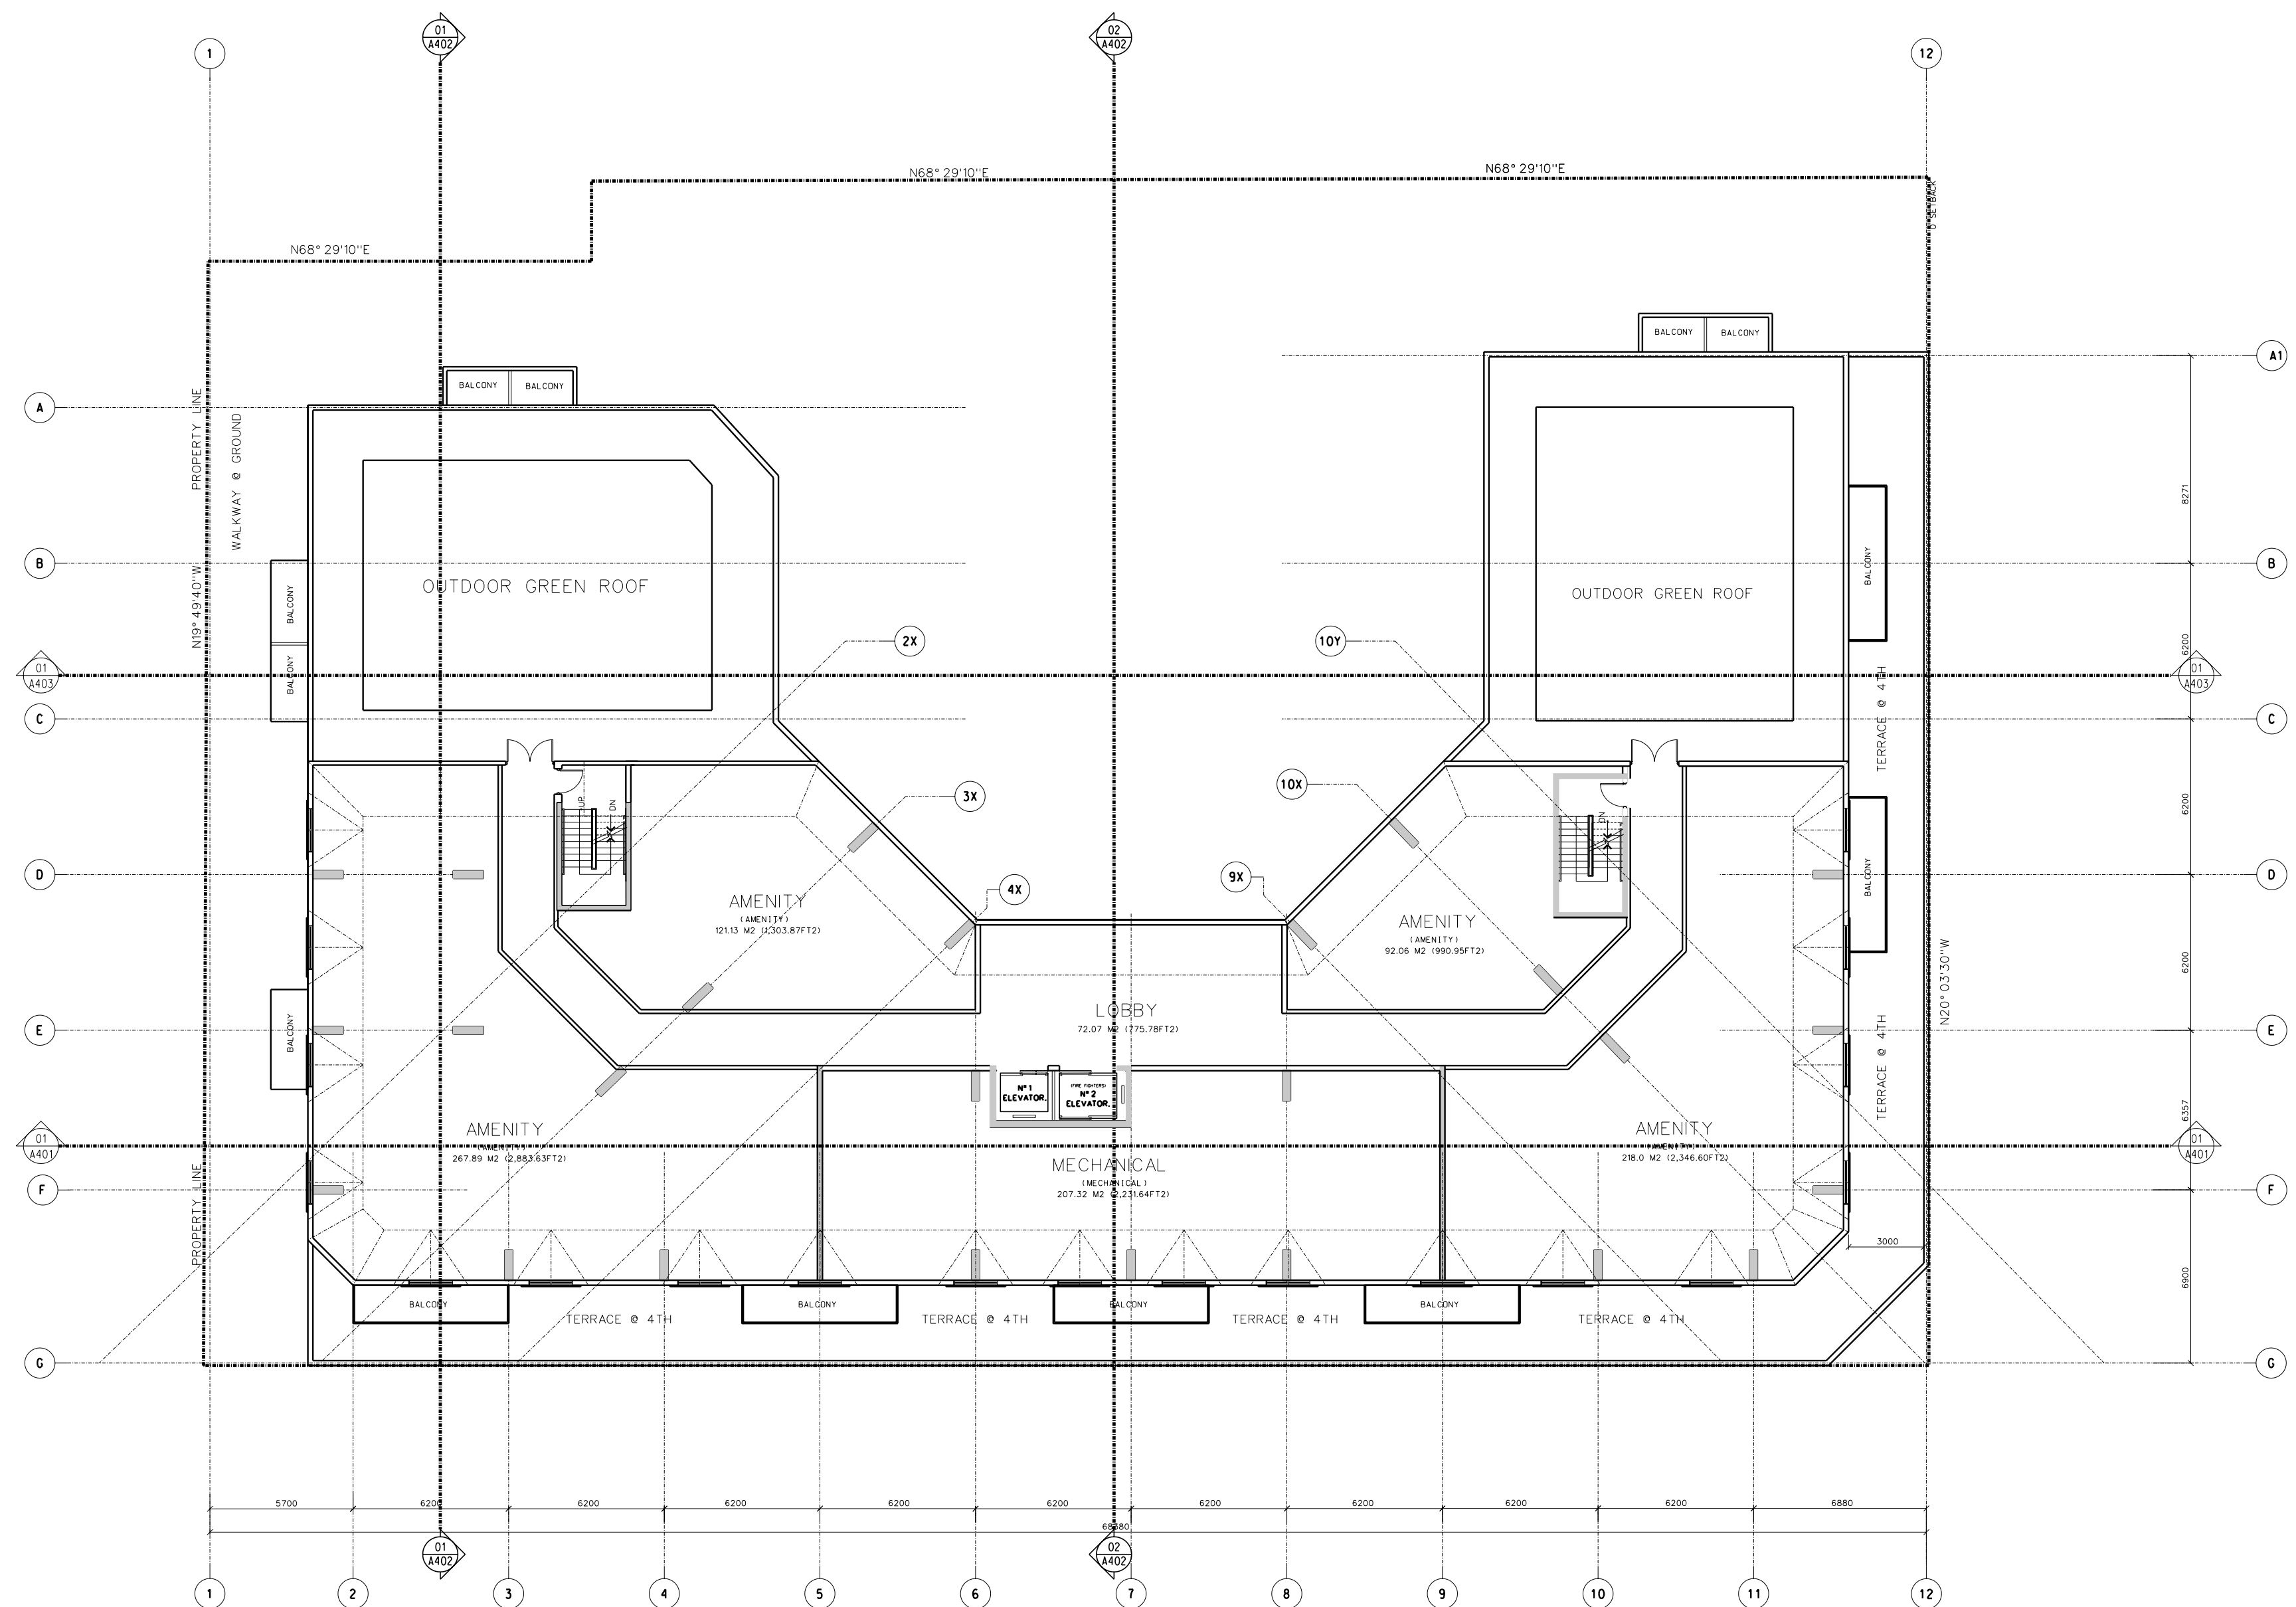 01
A402
02
A402
1
12
N68° 29'10''E
N68° 29'10''E
0 SETBACK
N68° 29'10''E
BALCONY
BALCONY
A1
BALCONY
BALCONY
A
PROPERTY LINE
WALKWAY @ GROUND
8271
B
B
BALCONY
OUTDOOR GREEN ROOF
OUTDOOR GREEN ROOF
BALCONY
N19° 49'40''W
2X
10Y
6200
BALCONY
01
A403
01
A403
TERRACE @ 4TH
C
C
10X
3X
UP
DN
DN
6200
D
D
BALCONY
9X
4X
AMENITY
(AMENITY)
121.13 M2 (1,303.87FT2)
AMENITY
(AMENITY)
92.06 M2 (990.95FT2)
6200
N20° 03'30''W
LOBBY
72.07 M2 (775.78FT2)
E
E
BALCONY
TERRACE @ 4TH
N° 1
ELEVATOR.
(FIRE FIGHTERS)
N° 2
ELEVATOR.
6357
AMENITY
(AMENITY)
267.89 M2 (2,883.63FT2)
AMENITY
(AMENITY)
218.0 M2 (2,346.60FT2)
01
A401
01
A401
MECHANICAL
(MECHANICAL)
207.32 M2 (2,231.64FT2)
F
F
PROPERTY LINE
3000
6900
BALCONY
BALCONY
BALCONY
BALCONY
TERRACE @ 4TH
TERRACE @ 4TH
TERRACE @ 4TH
TERRACE @ 4TH
G
G
5700
6200
6200
6200
6200
6200
6200
6200
6200
6200
6880
68380
01
A402
02
A402
1
2
3
4
5
6
7
8
9
10
11
12